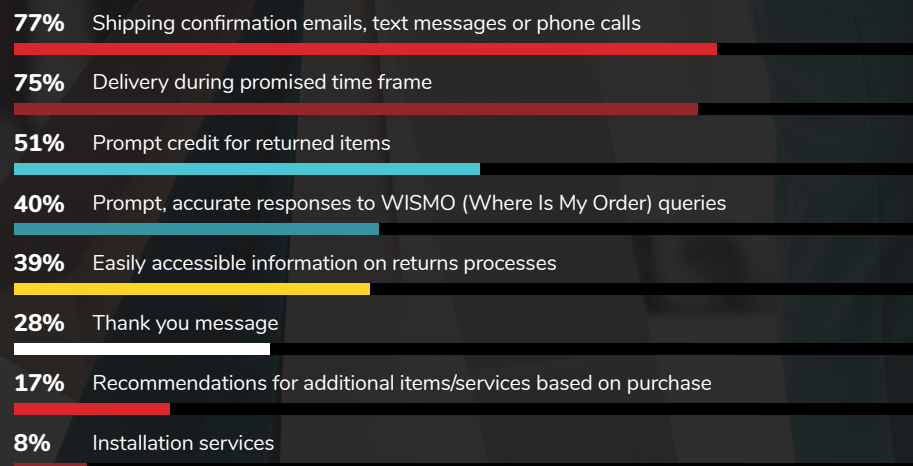 77% Shipping confirmation emails, text messages or phone calls
75% Delivery during promised time frame
51% Prompt credit for returned items
40% Prompt, accurate responses to WISMO (Where Is My Order) queries
39% Easily accessible information on returns processes
28% Thank you message
17% Recommendations for additional items/services based on purchase
8% Installation services